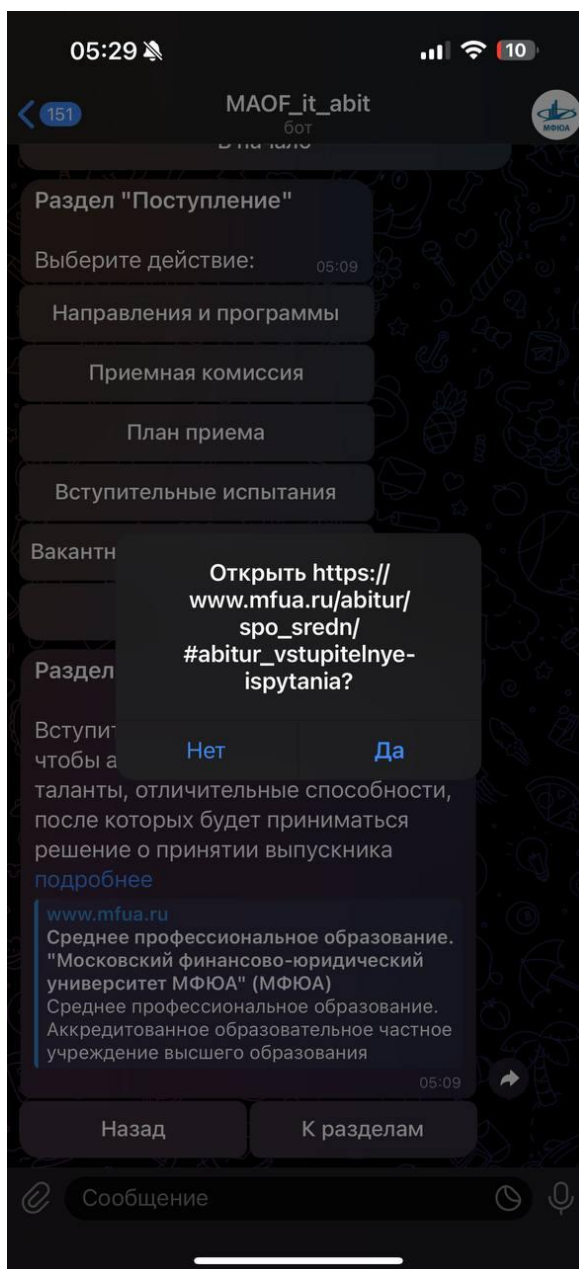 05:29
10
151
MAOF_it_abit
бот
МФЮА
В начало
Раздел "Поступление"
Выберите действие:
05:09
Направления и программы
Приемная комиссия
План приема
Вступительные испытания
Вакантн
Открыть https://
www.mfua.ru/abitur/
spo_sredn/
#abitur_vstupitelnye-
ispytania?
Нет
Да
Раздел
Вступит
чтобы а
таланты, отличительные способности,
после которых будет приниматься
решение о принятии выпускника
подробнее
www.mfua.ru
Среднее профессиональное образование.
"Московский финансово-юридический
университет МФЮА" (МФЮА)
Среднее профессиональное образование.
Аккредитованное образовательное частное
учреждение высшего образования
05:09
Назад
К разделам
Сообщение